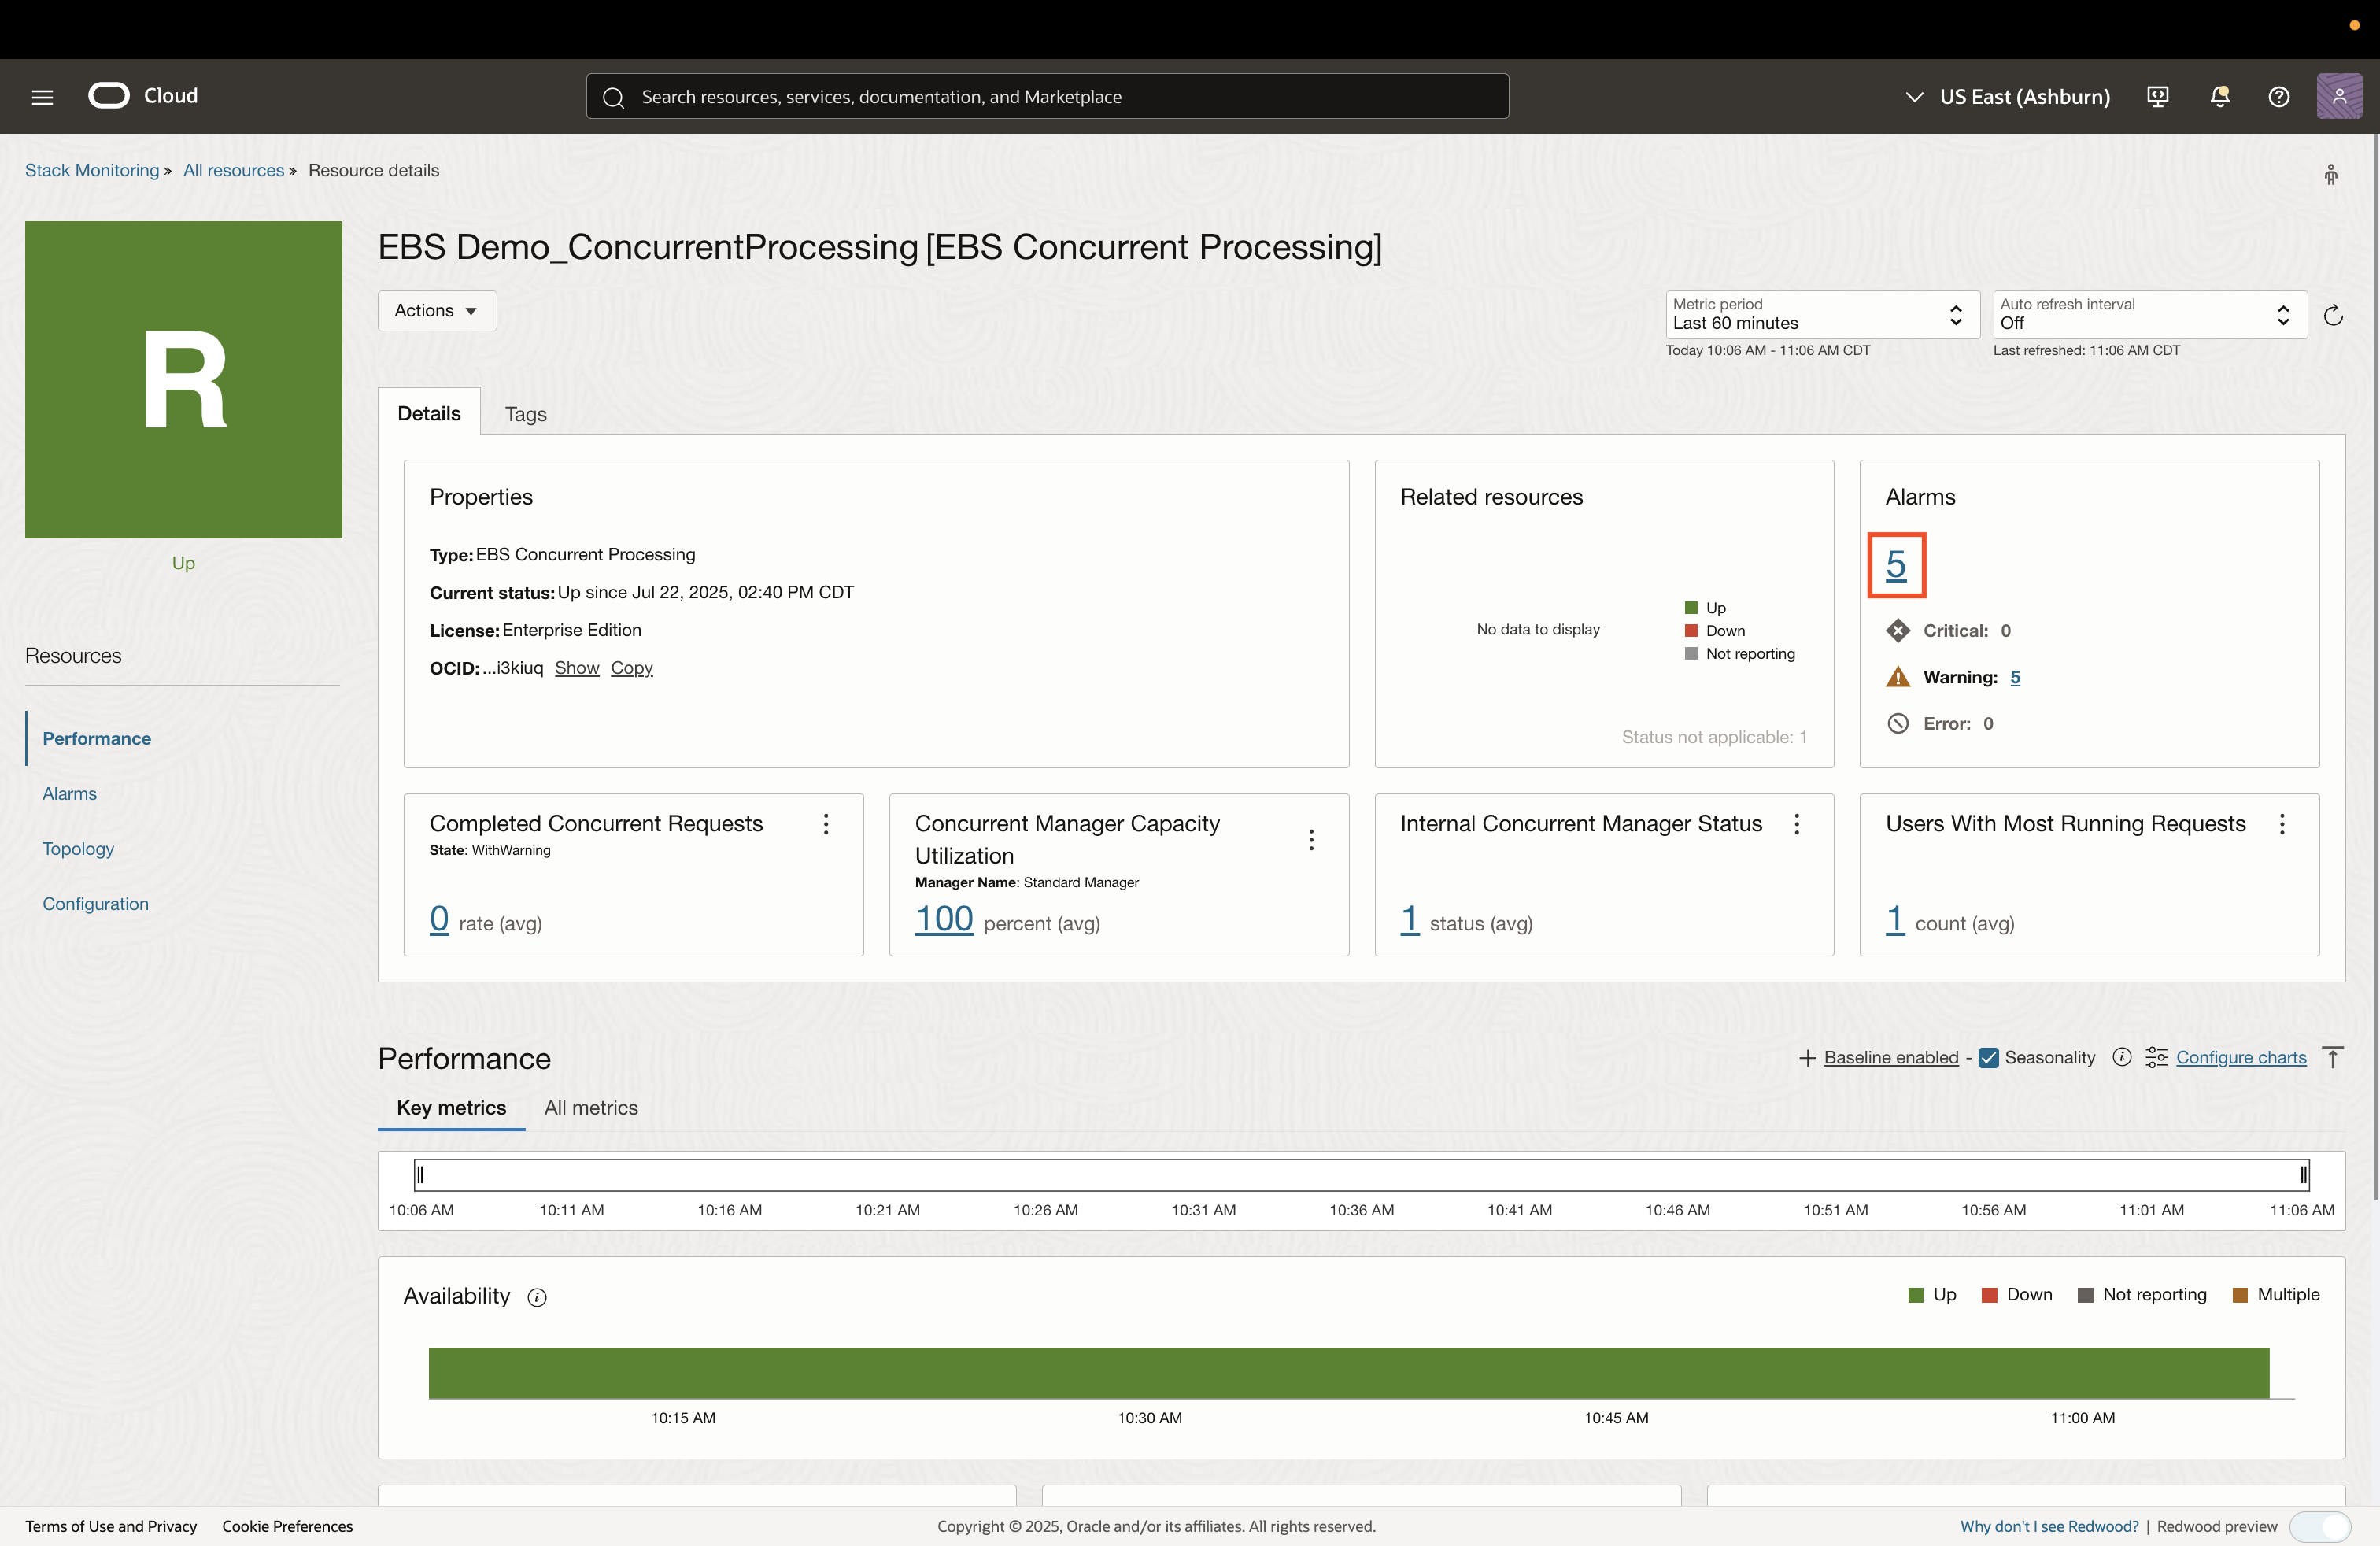 Cloud
Search resources, services, documentation, and Marketplace
US East (Ashburn)
Stack Monitoring » All resources » Resource details
EBS Demo_ConcurrentProcessing [EBS Concurrent Processing]
R
Up
Actions
Metric period
Last 60 minutes
Today 10:06 AM - 11:06 AM CDT
Auto refresh interval
Off
Last refreshed: 11:06 AM CDT
Resources
Performance
Alarms
Topology
Configuration
Details
Tags
Properties
Type: EBS Concurrent Processing
Current status: Up since Jul 22, 2025, 02:40 PM CDT
License: Enterprise Edition
OCID: ...i3kiuq Show Copy
Related resources
No data to display
Up
Down
Not reporting
Status not applicable: 1
Alarms
5
Critical: 0
Warning: 5
Error: 0
Completed Concurrent Requests
State: WithWarning
0 rate (avg)
Concurrent Manager Capacity
Utilization
Manager Name: Standard Manager
100 percent (avg)
Internal Concurrent Manager Status
1 status (avg)
Users With Most Running Requests
1 count (avg)
Performance
Baseline enabled - Seasonality
Configure charts
Key metrics
All metrics
10:06 AM 10:11 AM 10:16 AM 10:21 AM 10:26 AM 10:31 AM 10:36 AM 10:41 AM 10:46 AM 10:51 AM 10:56 AM 11:01 AM 11:06 AM
Availability
Up Down Not reporting Multiple
10:15 AM 10:30 AM 10:45 AM 11:00 AM
Terms of Use and Privacy Cookie Preferences
Copyright © 2025, Oracle and/or its affiliates. All rights reserved.
Why don't I see Redwood? | Redwood preview